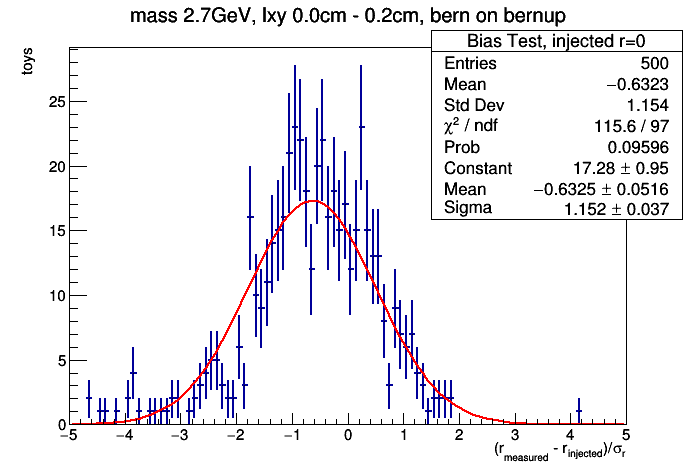 mass 2.7GeV, lxy 0.0cm - 0.2cm, bern on bernup
Bias Test, injected r=0
Entries 500
Mean −0.6323
Std Dev 1.154
χ² / ndf 115.6 / 97
Prob 0.09596
Constant 17.28 ± 0.95
Mean −0.6325 ± 0.0516
Sigma 1.152 ± 0.037
toys
25
20
15
10
5
0
−5 −4 −3 −2 −1 0 1 2 3 4 5
(r_measured - r_injected)/σ_r